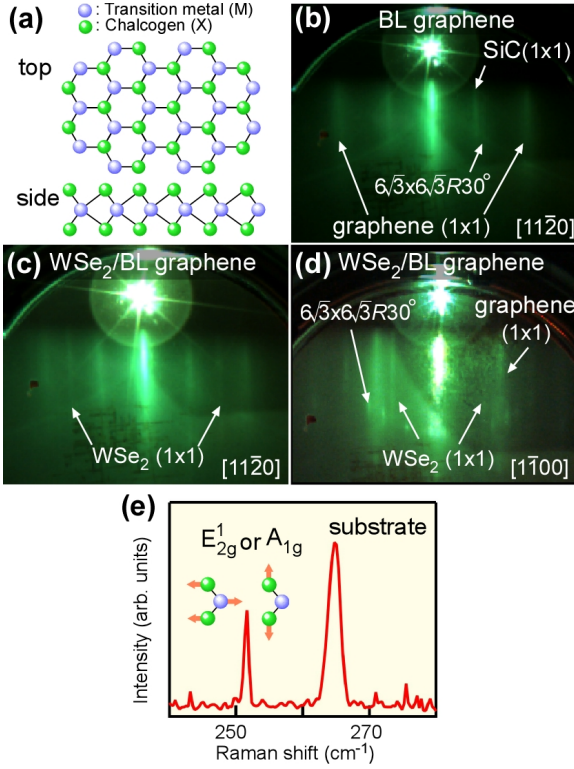 (a)
: Transition metal (M)
: Chalcogen (X)
top
side
(b)
BL graphene
SiC(1x1)
6√3x6√3R30°
graphene (1x1)
[112̄0]
(c)
WSe₂/BL graphene
WSe₂ (1x1)
[112̄0]
(d)
WSe₂/BL graphene
6√3x6√3R30°
graphene
(1x1)
WSe₂ (1x1)
[11̄00]
(e)
E¹₂g or A₁g
substrate
Intensity (arb. units)
250
270
Raman shift (cm⁻¹)